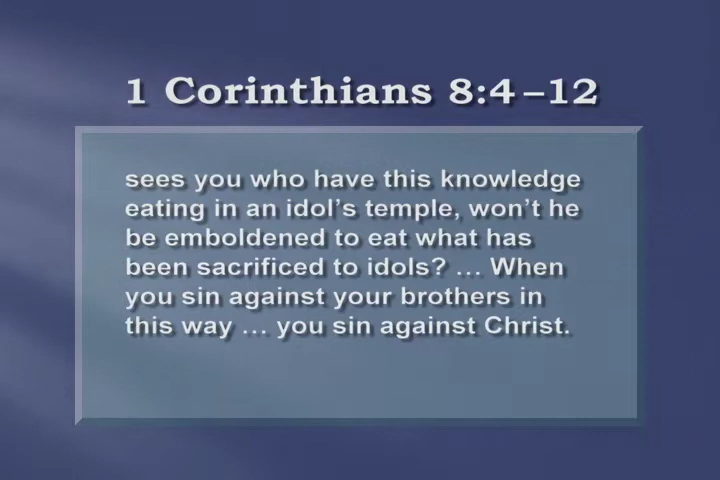 1 Corinthians 8:4–12
sees you who have this knowledge
eating in an idol's temple, won't he
be emboldened to eat what has
been sacrificed to idols? … When
you sin against your brothers in
this way … you sin against Christ.